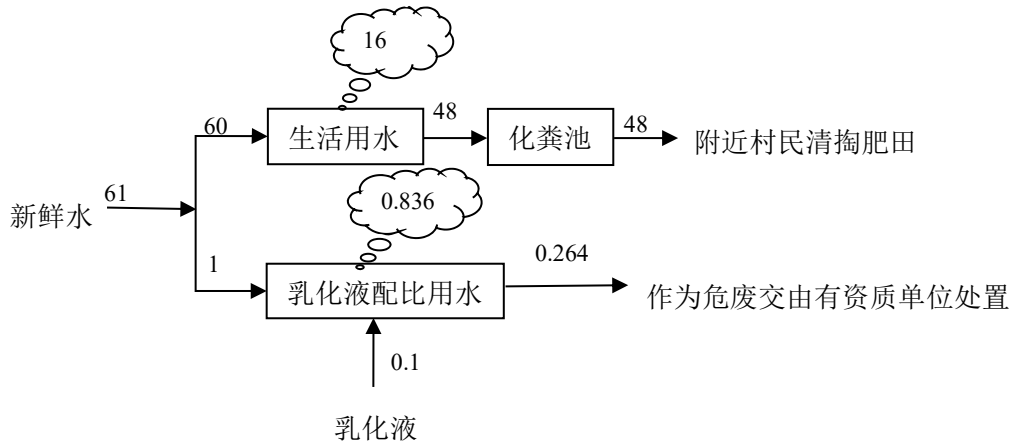 16
60
生活用水
48
化粪池
48
附近村民清掏肥田
新鲜水
61
0.836
1
乳化液配比用水
0.264
作为危废交由有资质单位处置
0.1
乳化液